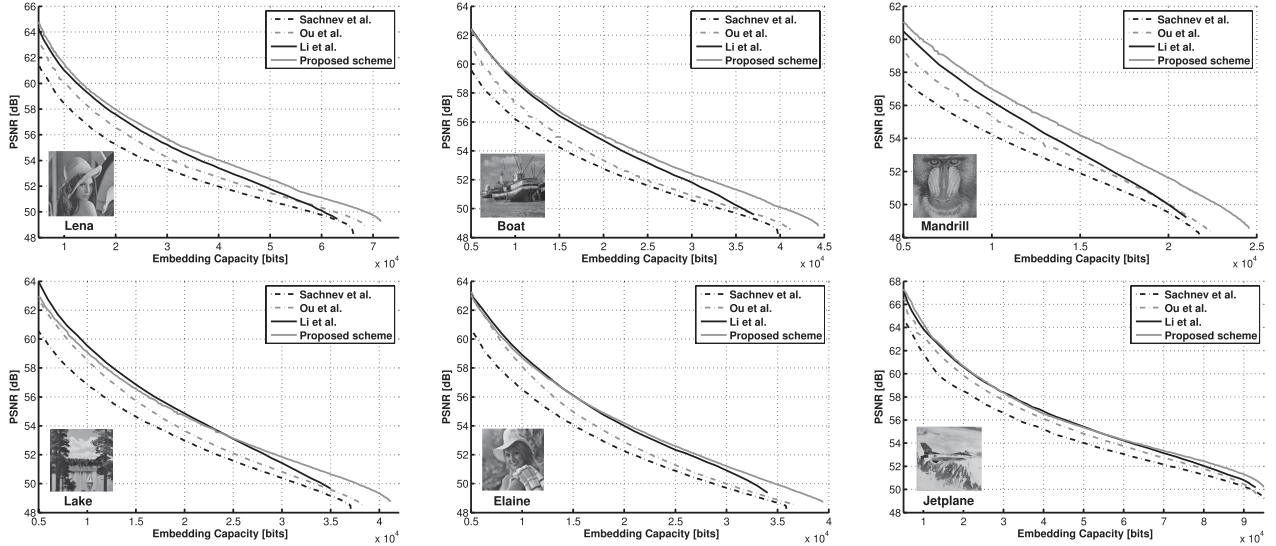 66
64
62
60
58
56
54
52
50
48
PSNR [dB]
Sachnev et al.
Ou et al.
Li et al.
Proposed scheme
Lena
1 2 3 4 5 6 7
Embedding Capacity [bits]
x 10^4
64
62
60
58
56
54
52
50
48
PSNR [dB]
Sachnev et al.
Ou et al.
Li et al.
Proposed scheme
Boat
0.5 1 1.5 2 2.5 3 3.5 4 4.5
Embedding Capacity [bits]
x 10^4
62
60
58
56
54
52
50
48
PSNR [dB]
Sachnev et al.
Ou et al.
Li et al.
Proposed scheme
Mandrill
0.5 1 1.5 2 2.5
Embedding Capacity [bits]
x 10^4
64
62
60
58
56
54
52
50
48
PSNR [dB]
Sachnev et al.
Ou et al.
Li et al.
Proposed scheme
Lake
0.5 1 1.5 2 2.5 3 3.5 4
Embedding Capacity [bits]
x 10^4
64
62
60
58
56
54
52
50
48
PSNR [dB]
Sachnev et al.
Ou et al.
Li et al.
Proposed scheme
Elaine
0.5 1 1.5 2 2.5 3 3.5 4
Embedding Capacity [bits]
x 10^4
68
66
64
62
60
58
56
54
52
50
48
PSNR [dB]
Sachnev et al.
Ou et al.
Li et al.
Proposed scheme
Jetplane
1 2 3 4 5 6 7 8 9
Embedding Capacity [bits]
x 10^4